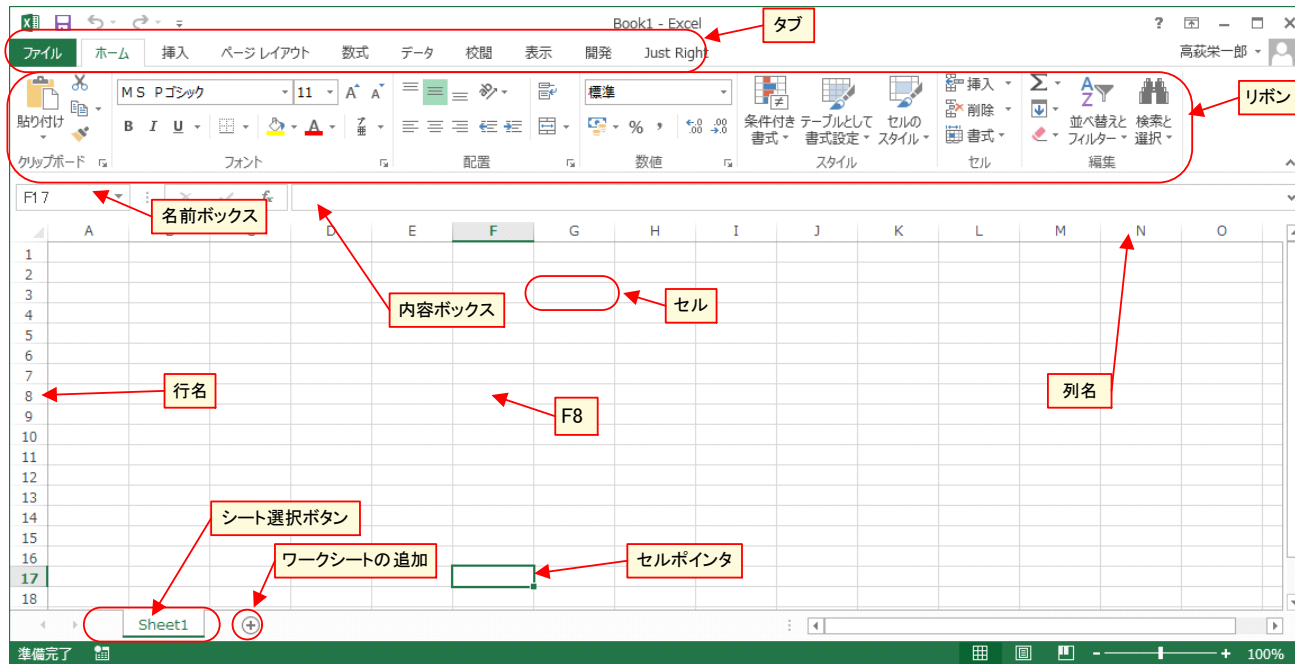 Book1 - Excel
タブ
ファイル ホーム 挿入 ページ レイアウト 数式 データ 校閲 表示 開発 Just Right 高萩栄一郎
貼り付け
ＭＳ Ｐゴシック 11
標準
B I U
条件付き 書式
テーブルとして 書式設定
セルの スタイル
挿入
削除
書式
並べ替えと フィルター
検索と 選択
リボン
クリップボード フォント 配置 数値 スタイル セル 編集
F17
fx
名前ボックス
A D E F G H I J K L M N O
1
2
3
4
5
6
7
8
9
10
11
12
13
14
15
16
17
18
内容ボックス
セル
行名
F8
列名
シート選択ボタン
ワークシートの追加
セルポインタ
Sheet1
準備完了
100%